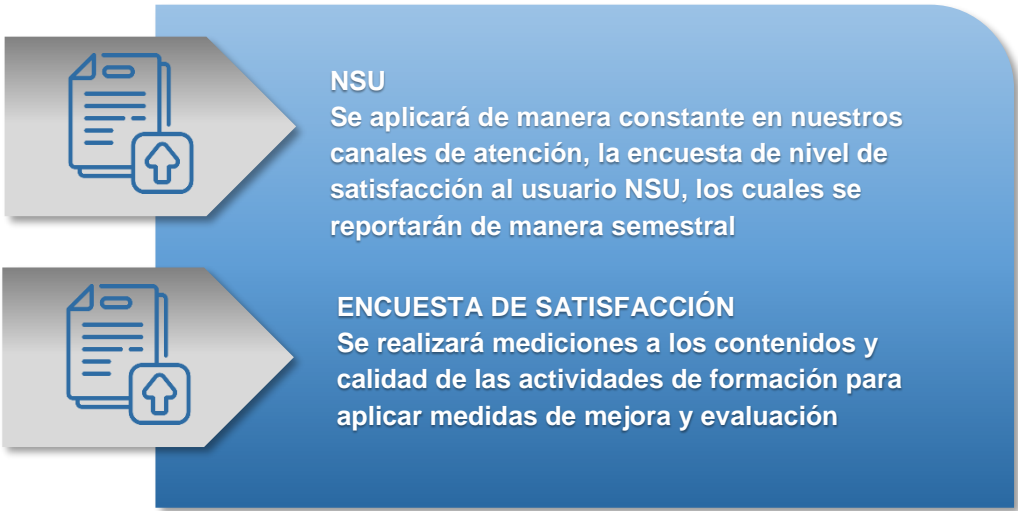 NSU
Se aplicará de manera constante en nuestros
canales de atención, la encuesta de nivel de
satisfacción al usuario NSU, los cuales se
reportarán de manera semestral
ENCUESTA DE SATISFACCIÓN
Se realizará mediciones a los contenidos y
calidad de las actividades de formación para
aplicar medidas de mejora y evaluación